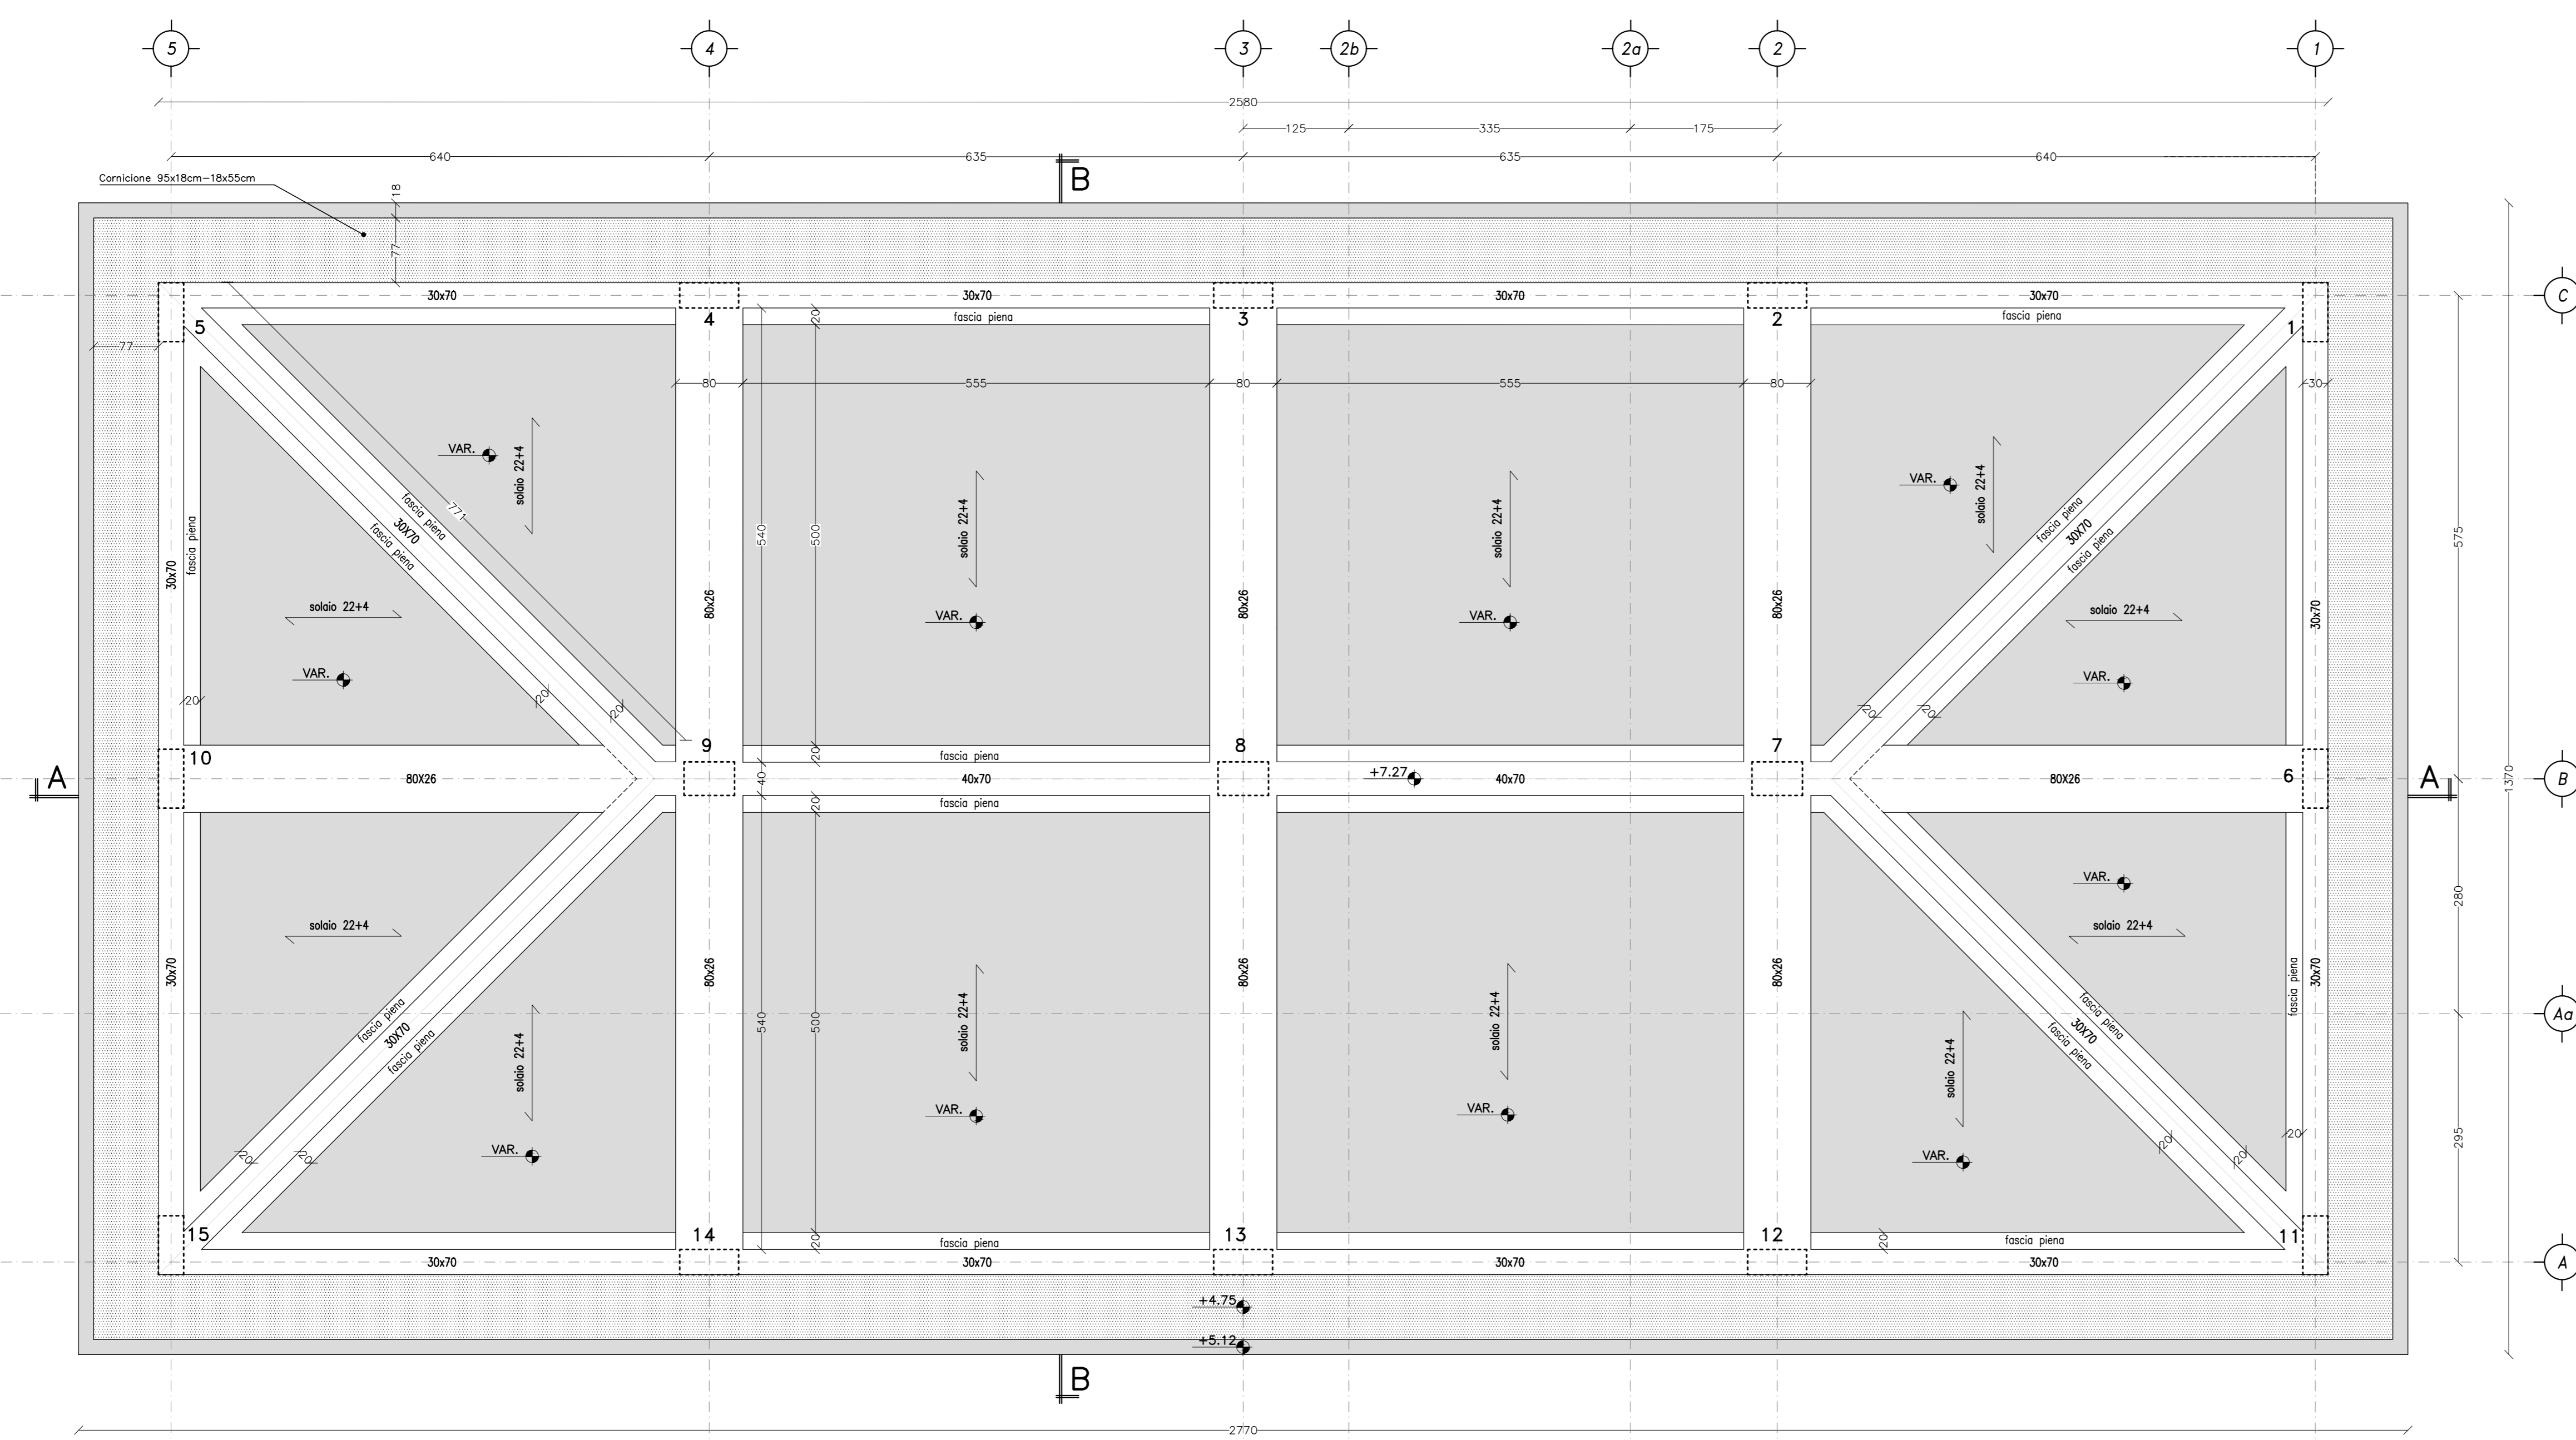 5 4 3 2b 2a 2 1
2580
125 335 175
640 635 635 640
Cornicione 95x18cm-18x55cm
18
B
77
30x70 30x70 30x70 30x70
C
5 4 3 2 1
20
fascia piena fascia piena
77
80 555 80 555 80 30
VAR.
solaio 22+4
771
fascia piena
30X70
fascia piena
fascia piena
30x70
540
500
solaio 22+4
solaio 22+4
VAR.
solaio 22+4
fascia piena
30X70
fascia piena
575
80x26 80x26 80x26
30x70
solaio 22+4
VAR.
VAR.
solaio 22+4
VAR.
VAR.
20
20
20
20
20
10 9 8 7 6
20
fascia piena
A
80X26
40
40x70
+7.27
40x70
80X26
A
B
1370
20
fascia piena
VAR.
280
solaio 22+4
solaio 22+4
30x70
80x26 80x26 80x26
fascia piena
30x70
fascia piena
30X70
fascia piena
solaio 22+4
540
500
solaio 22+4
solaio 22+4
solaio 22+4
fascia piena
30X70
fascia piena
Aa
VAR.
VAR.
VAR.
VAR.
20
20
20
20
20
295
15 14 13 12 11
20
fascia piena
20
fascia piena
30x70 30x70 30x70 30x70
A
+4.75
+5.12
B
2770